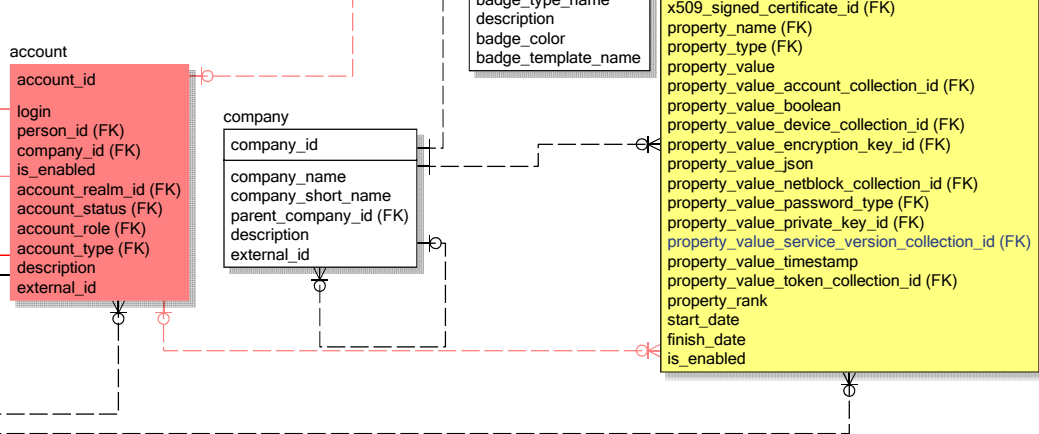 account
account_id
login
person_id (FK)
company_id (FK)
is_enabled
account_realm_id (FK)
account_status (FK)
account_role (FK)
account_type (FK)
description
external_id
company
company_id
company_name
company_short_name
parent_company_id (FK)
description
external_id
badge_type_name
description
badge_color
badge_template_name
x509_signed_certificate_id (FK)
property_name (FK)
property_type (FK)
property_value
property_value_account_collection_id (FK)
property_value_boolean
property_value_device_collection_id (FK)
property_value_encryption_key_id (FK)
property_value_json
property_value_netblock_collection_id (FK)
property_value_password_type (FK)
property_value_private_key_id (FK)
property_value_service_version_collection_id (FK)
property_value_timestamp
property_value_token_collection_id (FK)
property_rank
start_date
finish_date
is_enabled